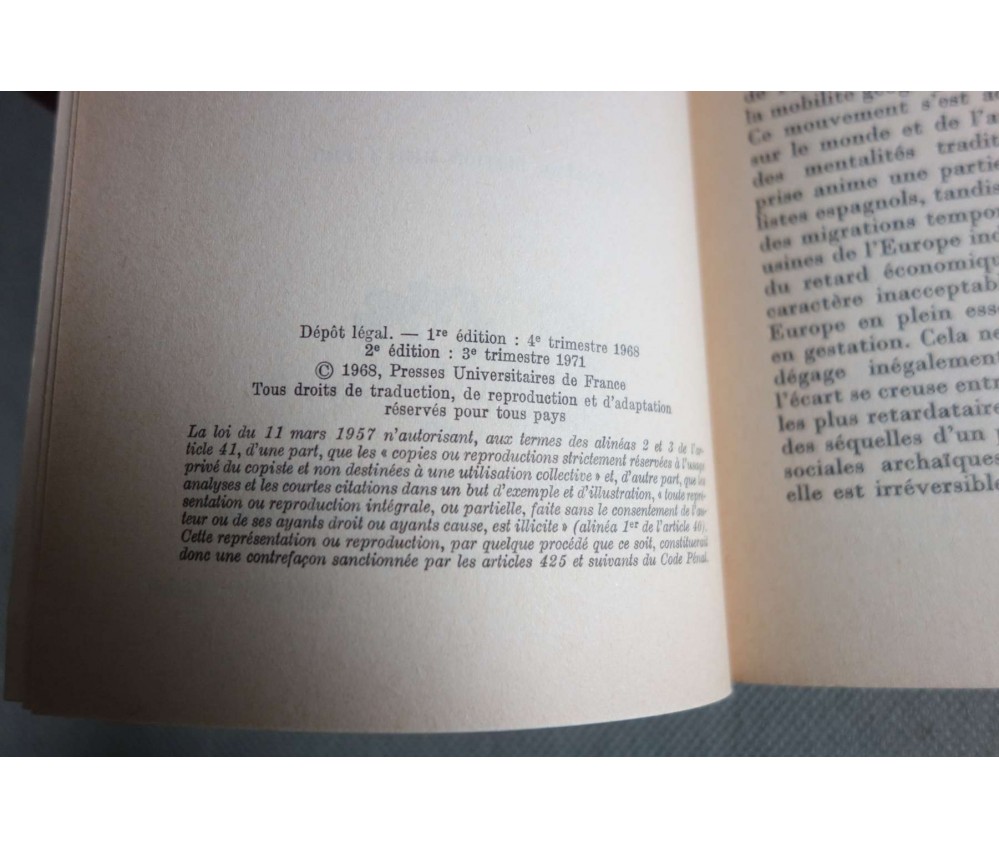 Dépôt légal. — 1re édition : 4e trimestre 1968
2e édition : 3e trimestre 1971
© 1968, Presses Universitaires de France
Tous droits de traduction, de reproduction et d'adaptation
réservés pour tous pays
La loi du 11 mars 1957 n'autorisant, aux termes des alinéas 2 et 3 de l'ar-
ticle 41, d'une part, que les « copies ou reproductions strictement réservées à l'usage
privé du copiste et non destinées à une utilisation collective » et, d'autre part, que les
analyses et les courtes citations dans un but d'exemple et d'illustration, « toute repré-
sentation ou reproduction intégrale, ou partielle, faite sans le consentement de l'au-
teur ou de ses ayants droit ou ayants cause, est illicite » (alinéa 1er de l'article 40).
Cette représentation ou reproduction, par quelque procédé que ce soit, constituerait
donc une contrefaçon sanctionnée par les articles 425 et suivants du Code Pénal.
la mobilité
Ce mouvement s'est
sur le monde et de
des mentalités
prise anime une
listes espagnols,
des migrations
usines de l'Europe
du retard
caractère
Europe en plein
en gestation. Cela
dégage inégalement
l'écart se creuse
les plus
des séquelles d'un
sociales archaïques
elle est